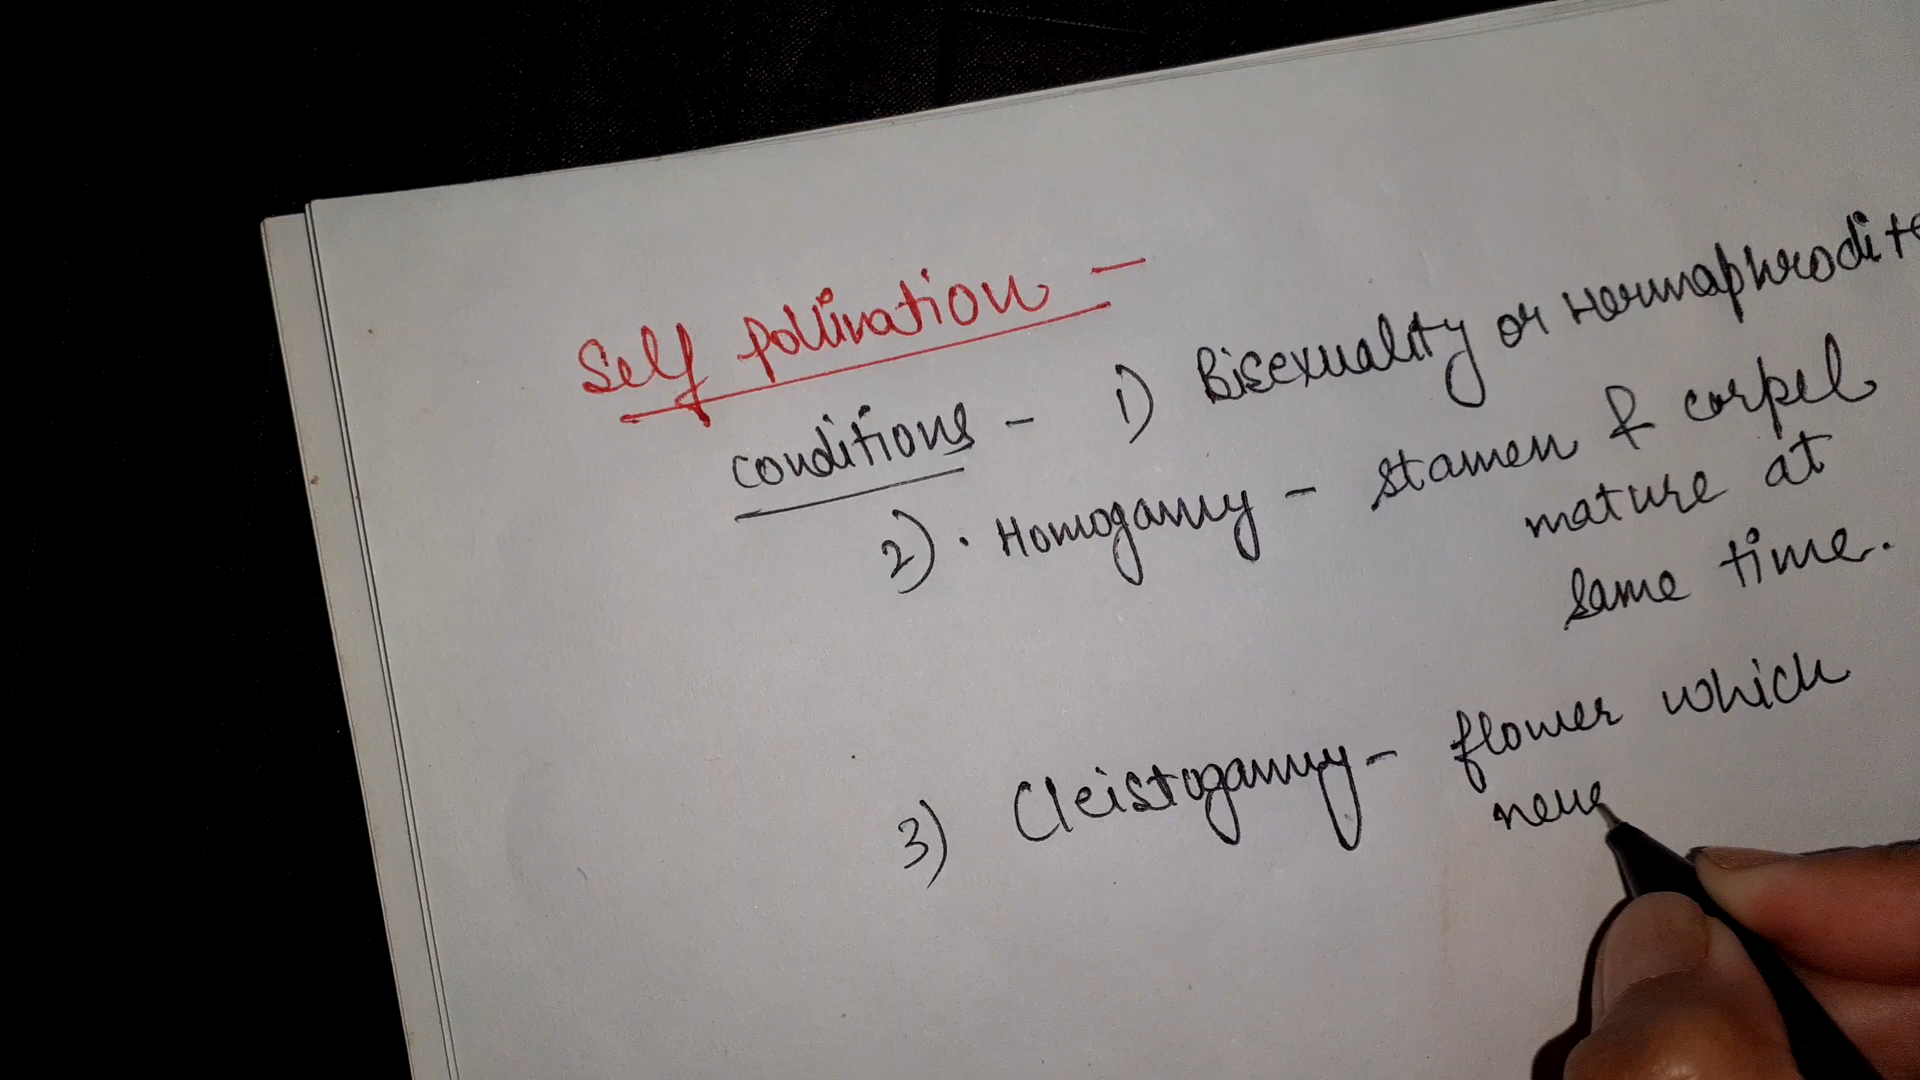 Self pollination -
conditions - 1) Bisexuality or Hermaphrodite
2) . Homogamy - stamen & carpel
mature at
same time.
3) Cleistogamy - flower which
neve